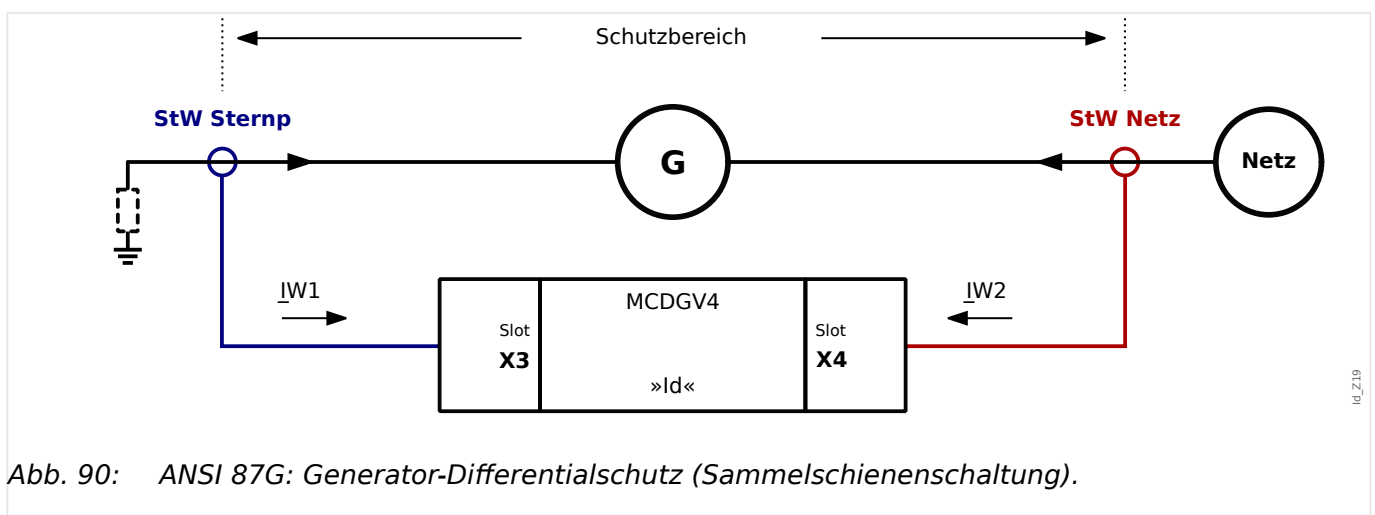 Schutzbereich
StW Sternp
StW Netz
G
Netz
IW1
IW2
MCDGV4
Slot
X3
Slot
X4
»Id«
Id_Z19
Abb. 90: ANSI 87G: Generator-Differentialschutz (Sammelschienenschaltung).